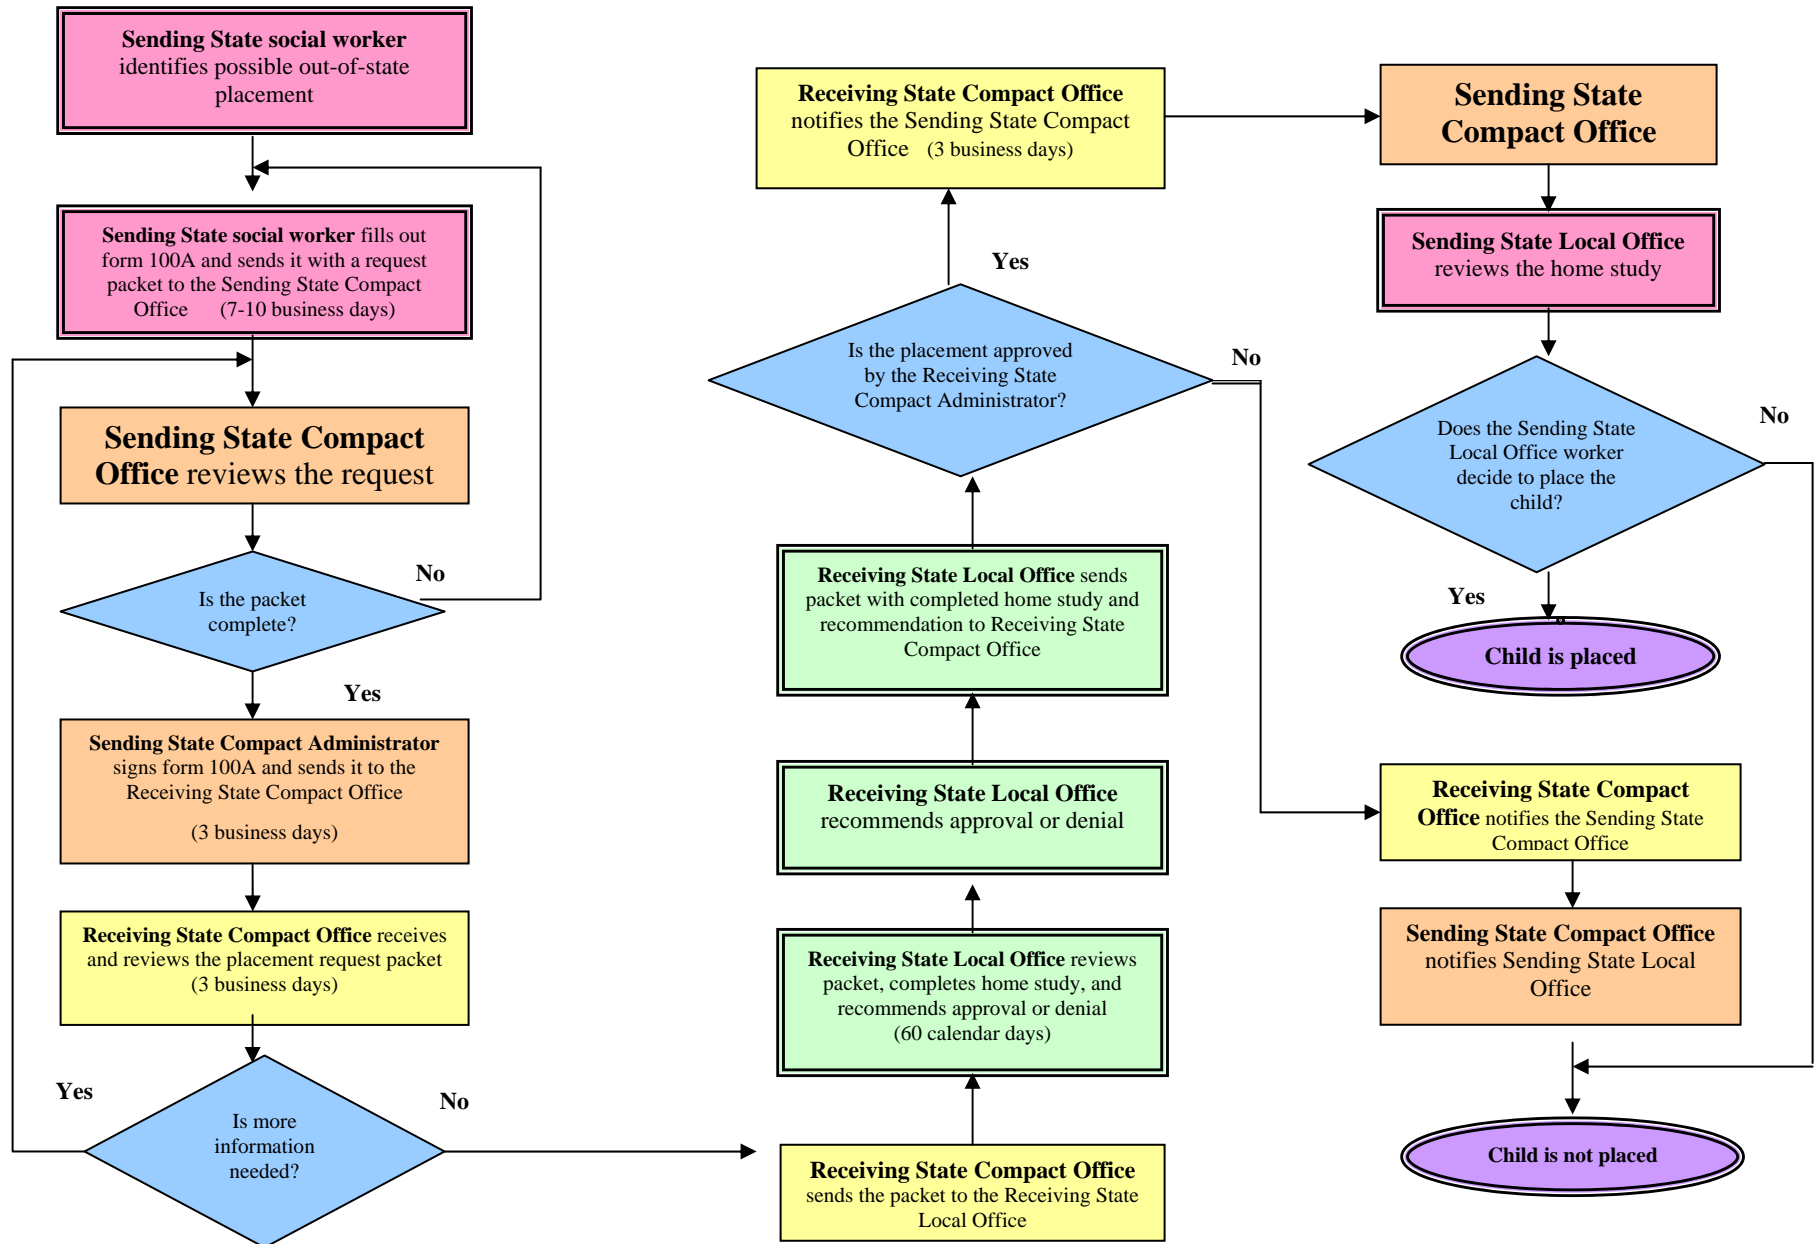 Sending State social worker
identifies possible out-of-state
placement
Sending State social worker fills out
form 100A and sends it with a request
packet to the Sending State Compact
Office (7-10 business days)
Sending State Compact
Office reviews the request
Is the packet
complete?
No
Yes
Sending State Compact Administrator
signs form 100A and sends it to the
Receiving State Compact Office
(3 business days)
Receiving State Compact Office receives
and reviews the placement request packet
(3 business days)
Yes
Is more
information
needed?
No
Receiving State Compact Office
sends the packet to the Receiving State
Local Office
Receiving State Local Office reviews
packet, completes home study, and
recommends approval or denial
(60 calendar days)
Receiving State Local Office
recommends approval or denial
Receiving State Local Office sends
packet with completed home study and
recommendation to Receiving State
Compact Office
Is the placement approved
by the Receiving State
Compact Administrator?
Yes
No
Receiving State Compact Office
notifies the Sending State Compact
Office (3 business days)
Sending State
Compact Office
Sending State Local Office
reviews the home study
Does the Sending State
Local Office worker
decide to place the
child?
No
Yes
Child is placed
Receiving State Compact
Office notifies the Sending State
Compact Office
Sending State Compact Office
notifies Sending State Local
Office
Child is not placed